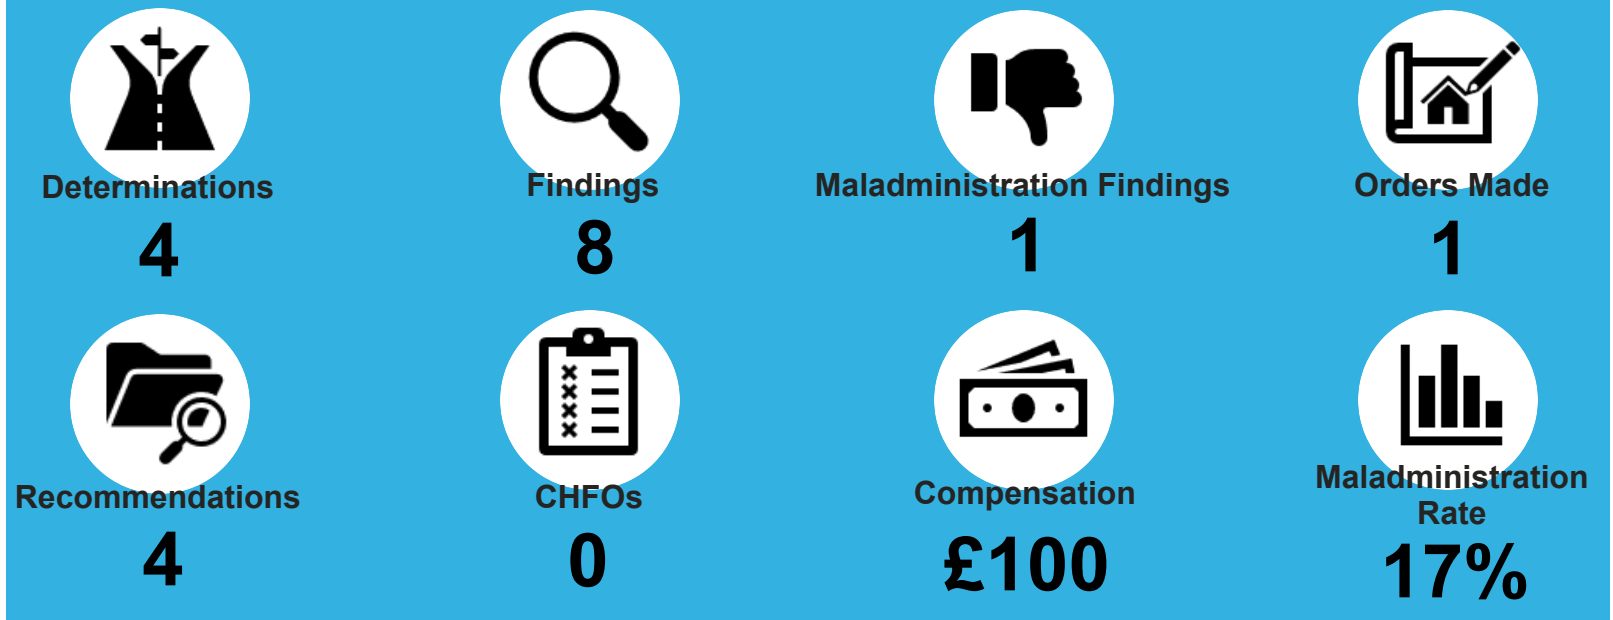 Determinations
4
Findings
8
Maladministration Findings
1
Orders Made
1
Recommendations
4
CHFOs
0
Compensation
£100
Maladministration
Rate
17%